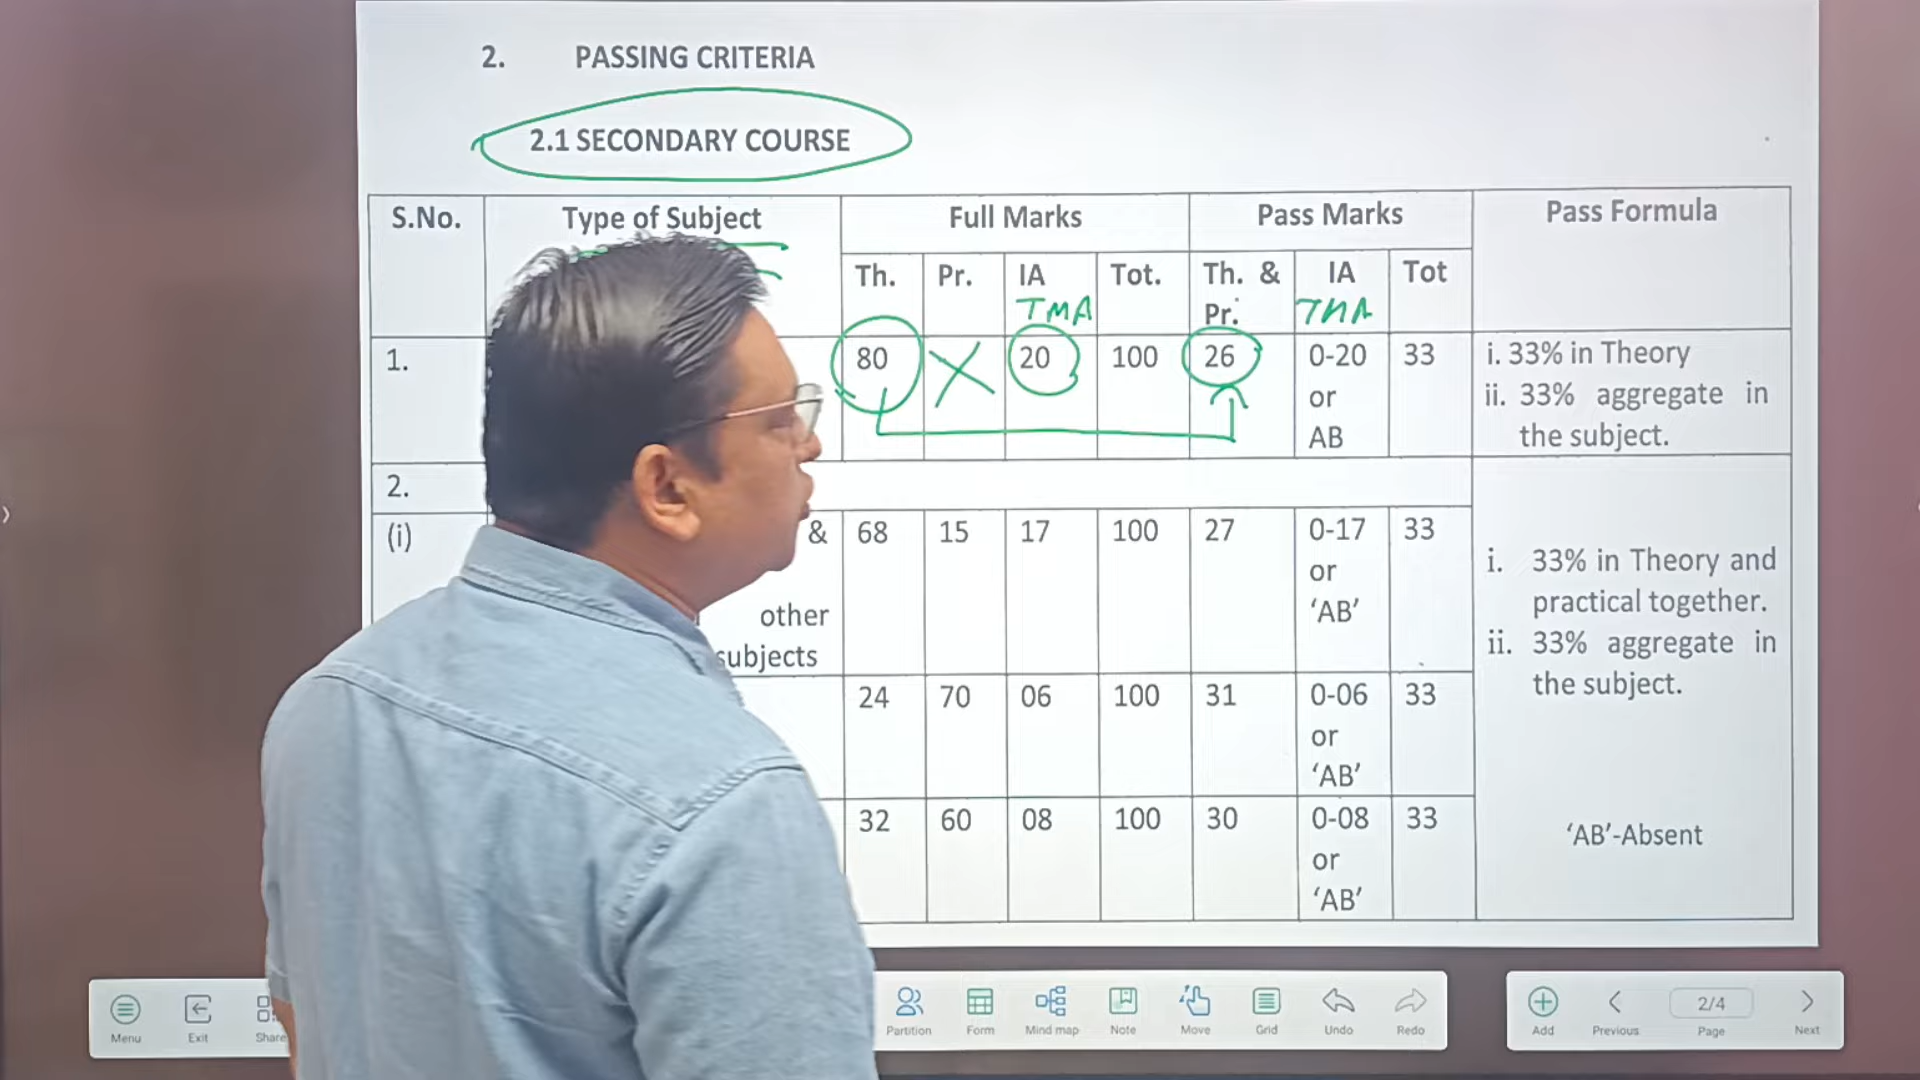 2. PASSING CRITERIA
2.1 SECONDARY COURSE
S.No. Type of Subject Full Marks Pass Marks Pass Formula
Th. Pr. IA Tot. Th. & Pr. IA Tot
TMA TMA
1. 80 X 20 100 26 0-20 or AB 33
i. 33% in Theory
ii. 33% aggregate in
the subject.
2.
(i) & 68 15 17 100 27 0-17 or 'AB' 33
other
subjects
i. 33% in Theory and
practical together.
ii. 33% aggregate in
the subject.
24 70 06 100 31 0-06 or 'AB' 33
32 60 08 100 30 0-08 or 'AB' 33
'AB'-Absent
Menu Exit Share Partition Form Mind map Note Move Grid Undo Redo Add Previous 2/4 Page Next